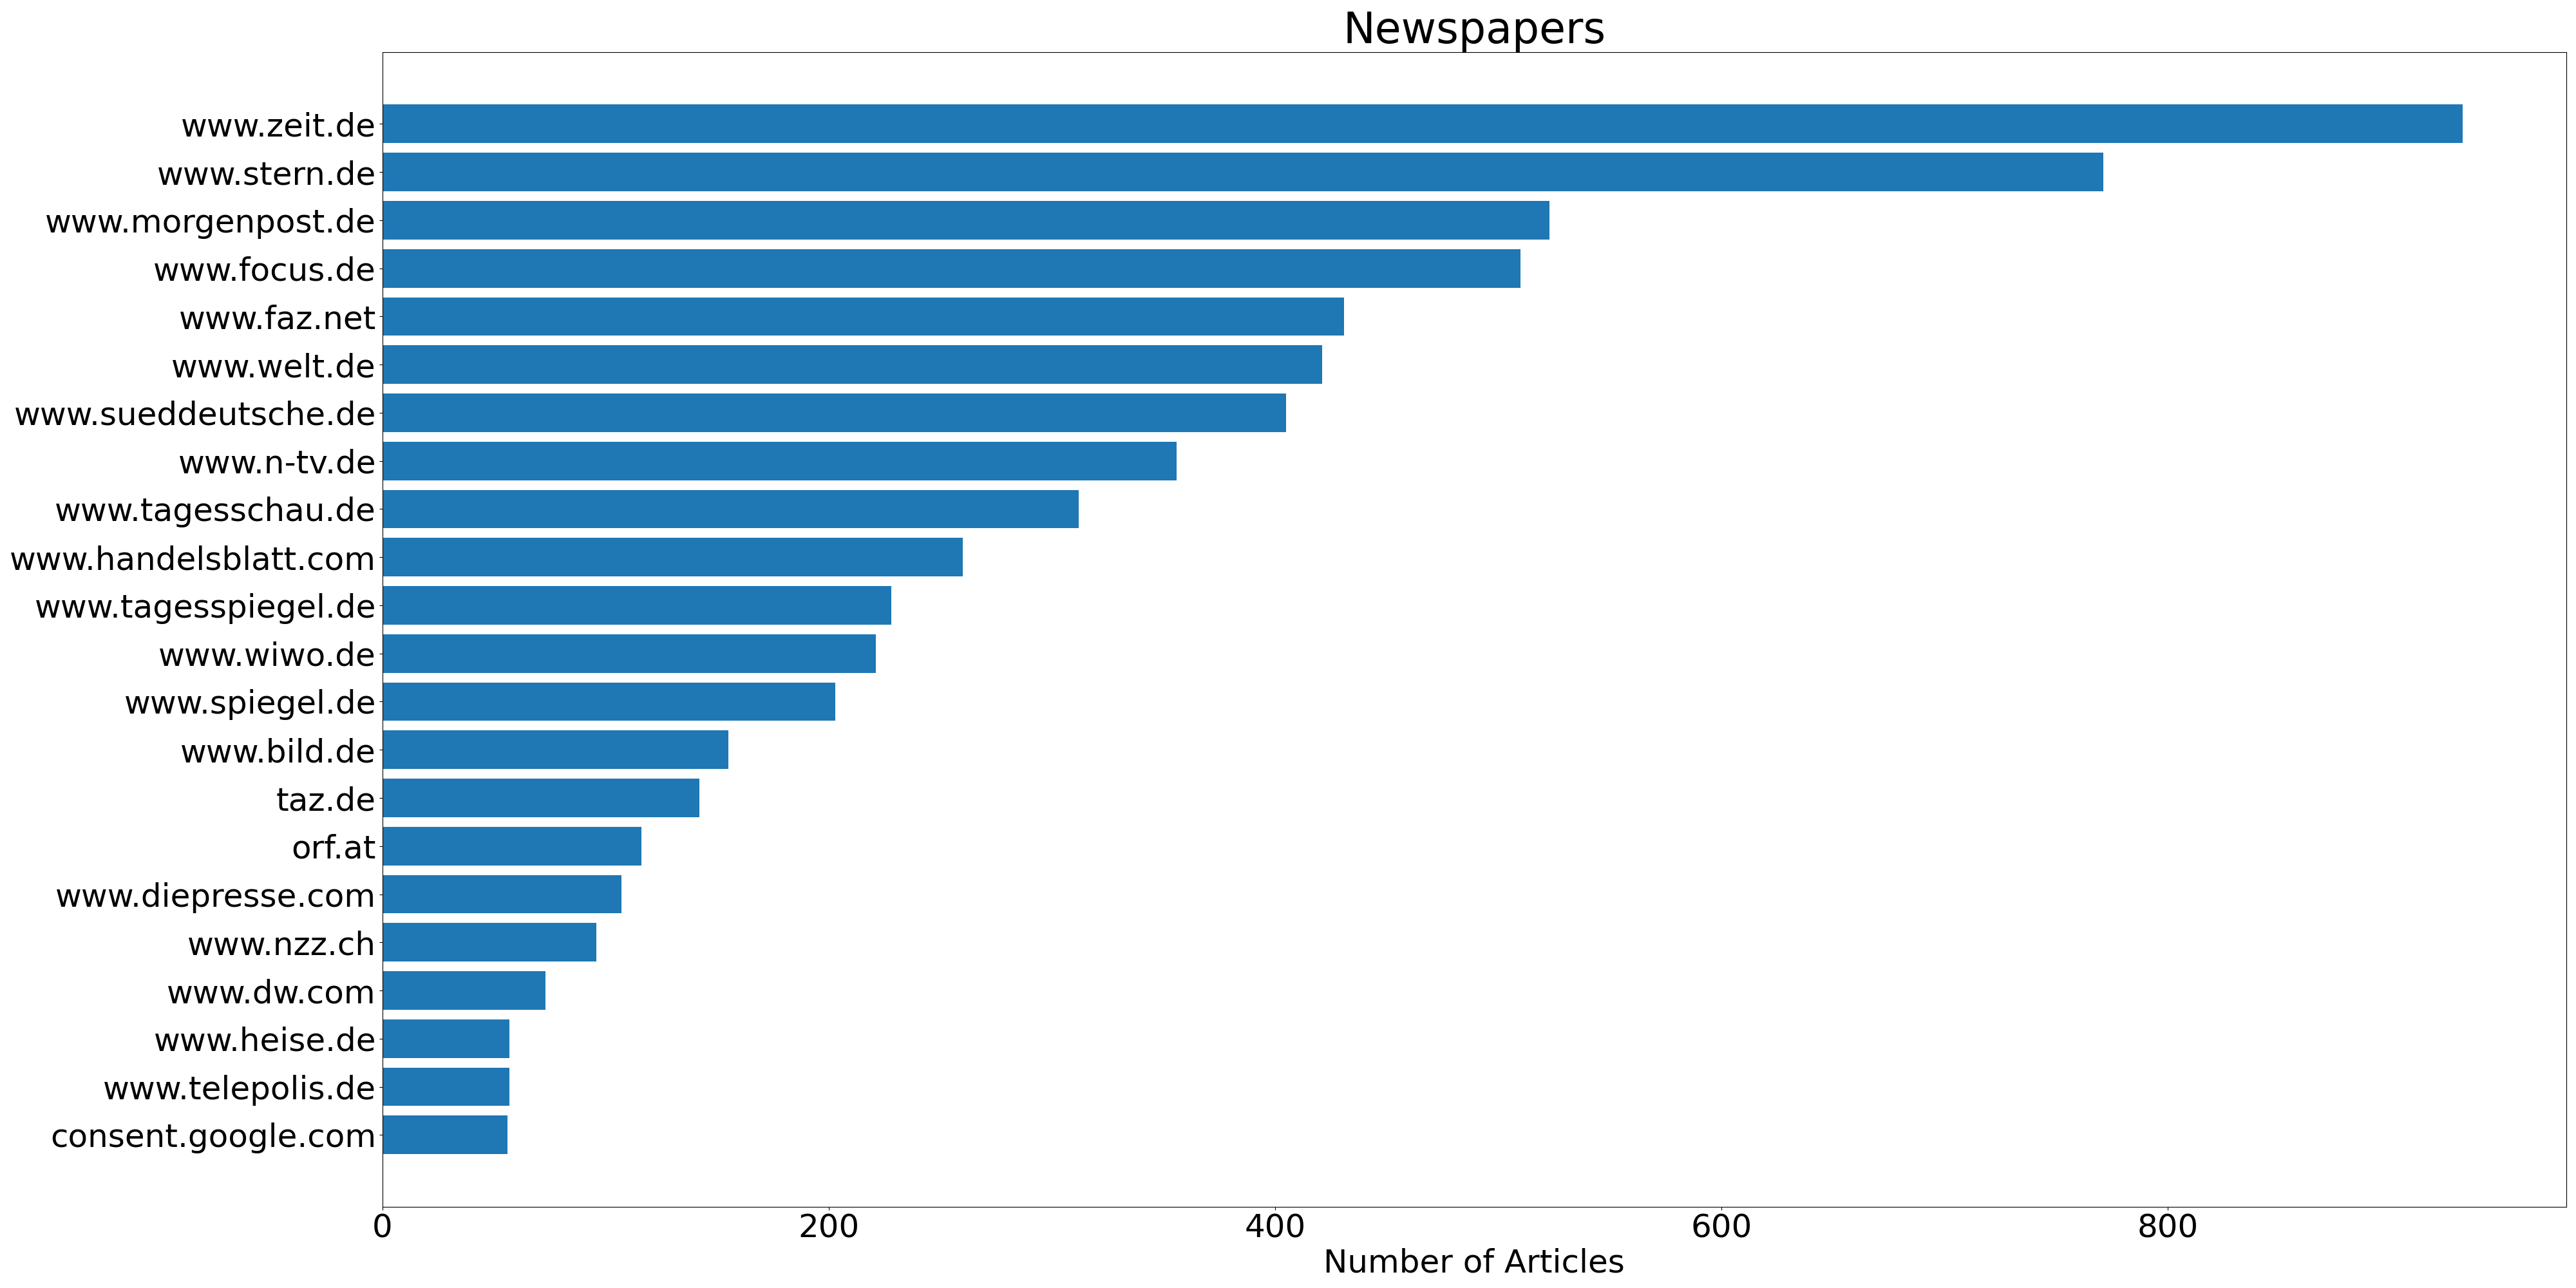 Newspapers
www.zeit.de
www.stern.de
www.morgenpost.de
www.focus.de
www.faz.net
www.welt.de
www.sueddeutsche.de
www.n-tv.de
www.tagesschau.de
www.handelsblatt.com
www.tagesspiegel.de
www.wiwo.de
www.spiegel.de
www.bild.de
taz.de
orf.at
www.diepresse.com
www.nzz.ch
www.dw.com
www.heise.de
www.telepolis.de
consent.google.com
0 200 400 600 800
Number of Articles